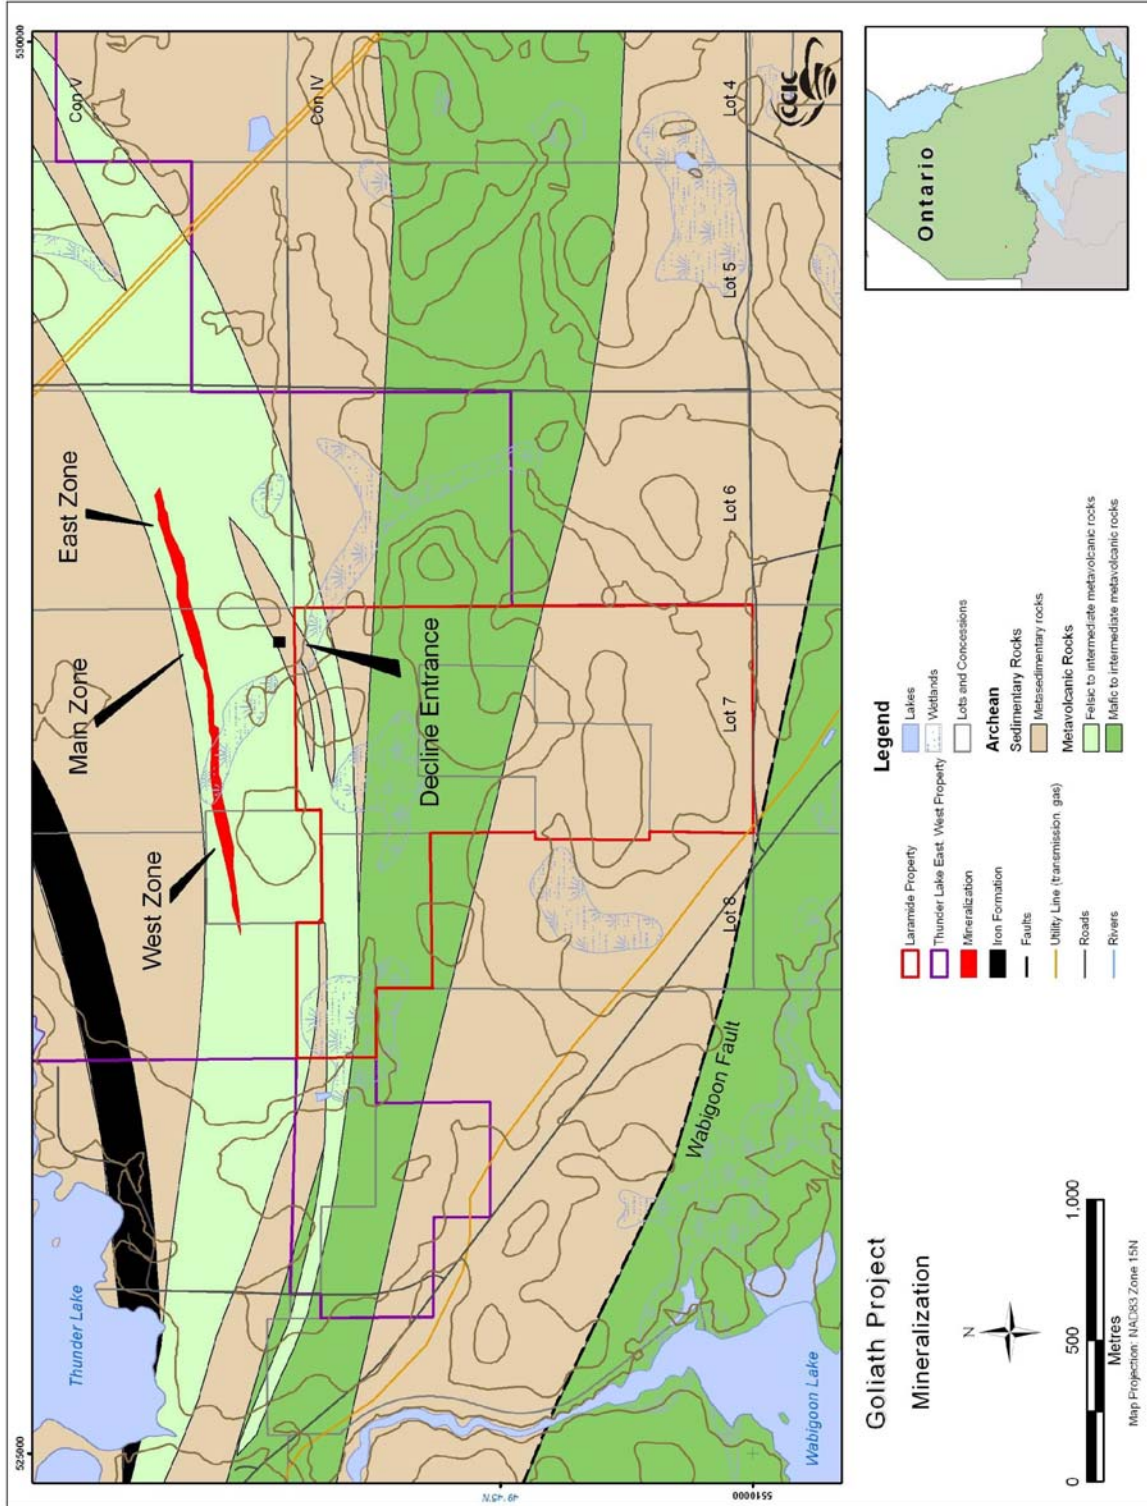 525000
530000
Thunder Lake
Con V
Con IV
East Zone
Main Zone
West Zone
Decline Entrance
Lot 8
Lot 7
Lot 6
Lot 5
Lot 4
Wabigoon Fault
Wabigoon Lake
49°45'N
5510000
CCIC
Goliath Project
Mineralization
N
0
500
1,000
Metres
Map Projection: NAD83 Zone 15N
Legend
Laramide Property
Thunder Lake East, West Property
Mineralization
Iron Formation
Faults
Utility Line (transmission, gas)
Roads
Rivers
Lakes
Wetlands
Lots and Concessions
Archean
Sedimentary Rocks
Metasedimentary rocks
Metavolcanic Rocks
Felsic to intermediate metavolcanic rocks
Mafic to intermediate metavolcanic rocks
Ontario